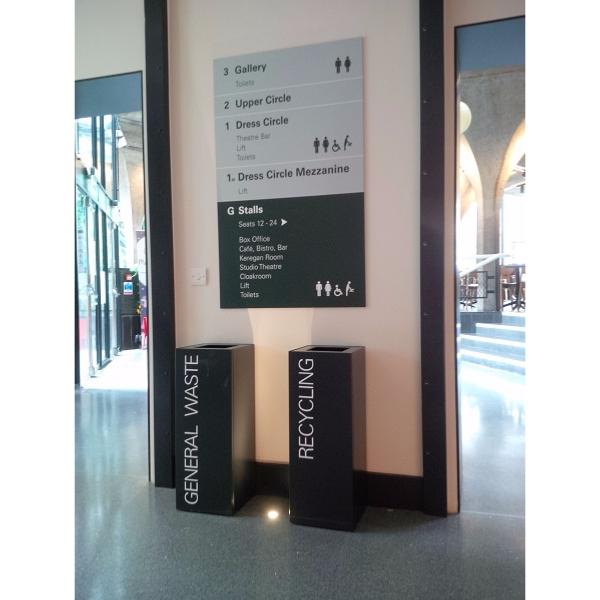 3 Gallery
Toilets
2 Upper Circle
1 Dress Circle
Theatre Bar
Lift
Toilets
1M Dress Circle Mezzanine
Lift
G Stalls
Seats 12 - 24
Box Office
Café, Bistro, Bar
Keregan Room
Studio Theatre
Cloakroom
Lift
Toilets
GENERAL WASTE
RECYCLING